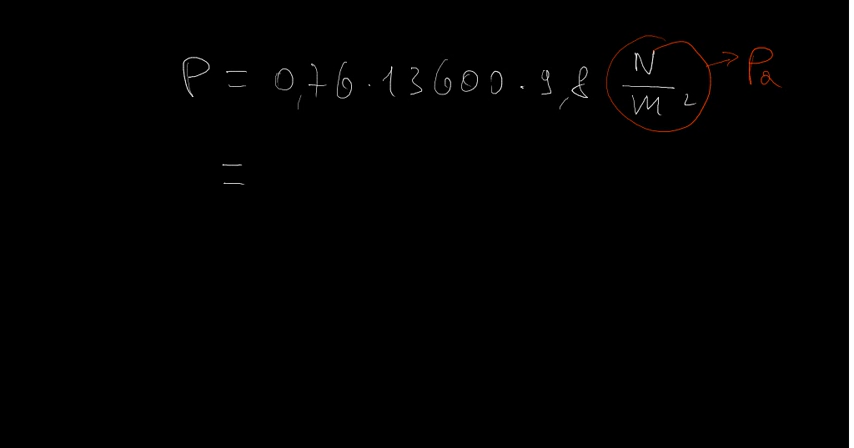 P = 0,76 . 13600 . 9,8 N/m² → Pa
=